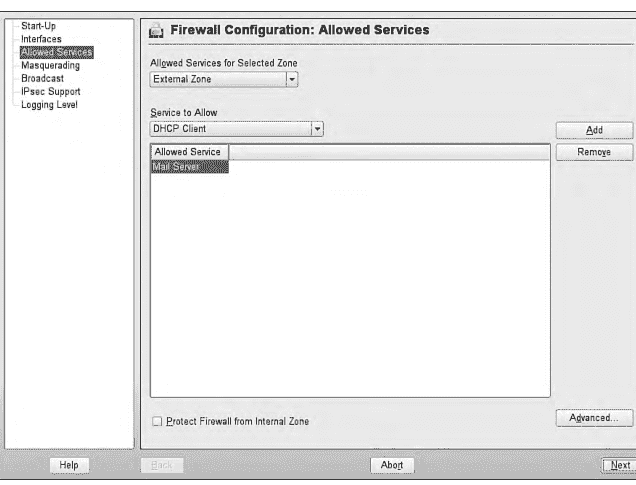 Start-Up
Interfaces
Allowed Services
Masquerading
Broadcast
IPsec Support
Logging Level
Firewall Configuration: Allowed Services
Allowed Services for Selected Zone
External Zone
Service to Allow
DHCP Client
Add
Allowed Service
Remove
Mail Server
Protect Firewall from Internal Zone
Advanced...
Help
Back
Abort
Next